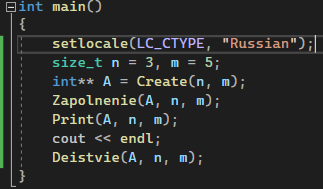 int main()
{
setlocale(LC_CTYPE, "Russian");
size_t n = 3, m = 5;
int** A = Create(n, m);
Zapolnenie(A, n, m);
Print(A, n, m);
cout << endl;
Deistvie(A, n, m);
}